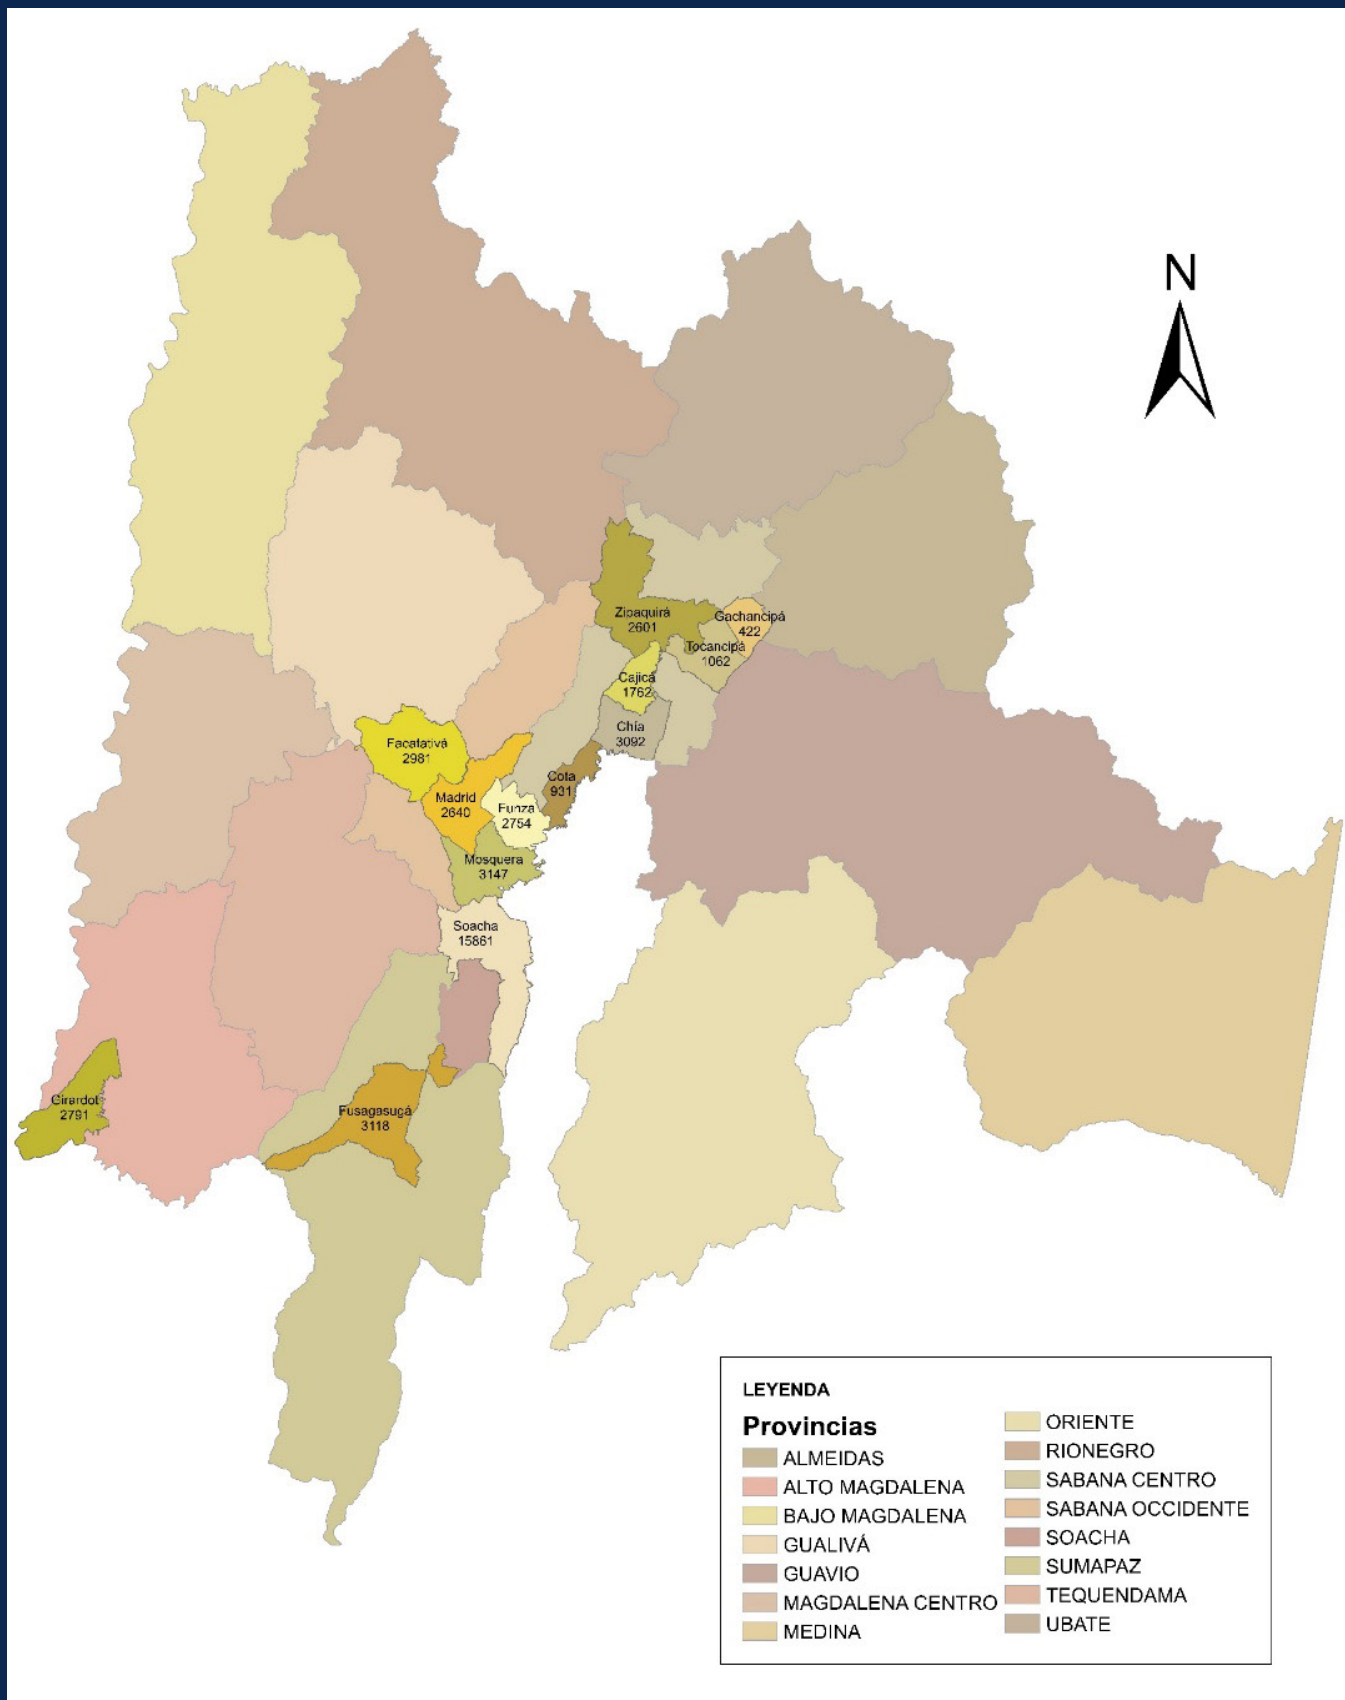 N
Zipaquirá
2601
Gachancipá
422
Tocancipá
1062
Cajicá
1762
Chía
3092
Facatativá
2981
Cota
931
Madrid
2640
Funza
2754
Mosquera
3147
Soacha
15861
Girardot
2791
Fusagasugá
3118
LEYENDA
Provincias
ALMEIDAS
ALTO MAGDALENA
BAJO MAGDALENA
GUALIVÁ
GUAVIO
MAGDALENA CENTRO
MEDINA
ORIENTE
RIONEGRO
SABANA CENTRO
SABANA OCCIDENTE
SOACHA
SUMAPAZ
TEQUENDAMA
UBATE